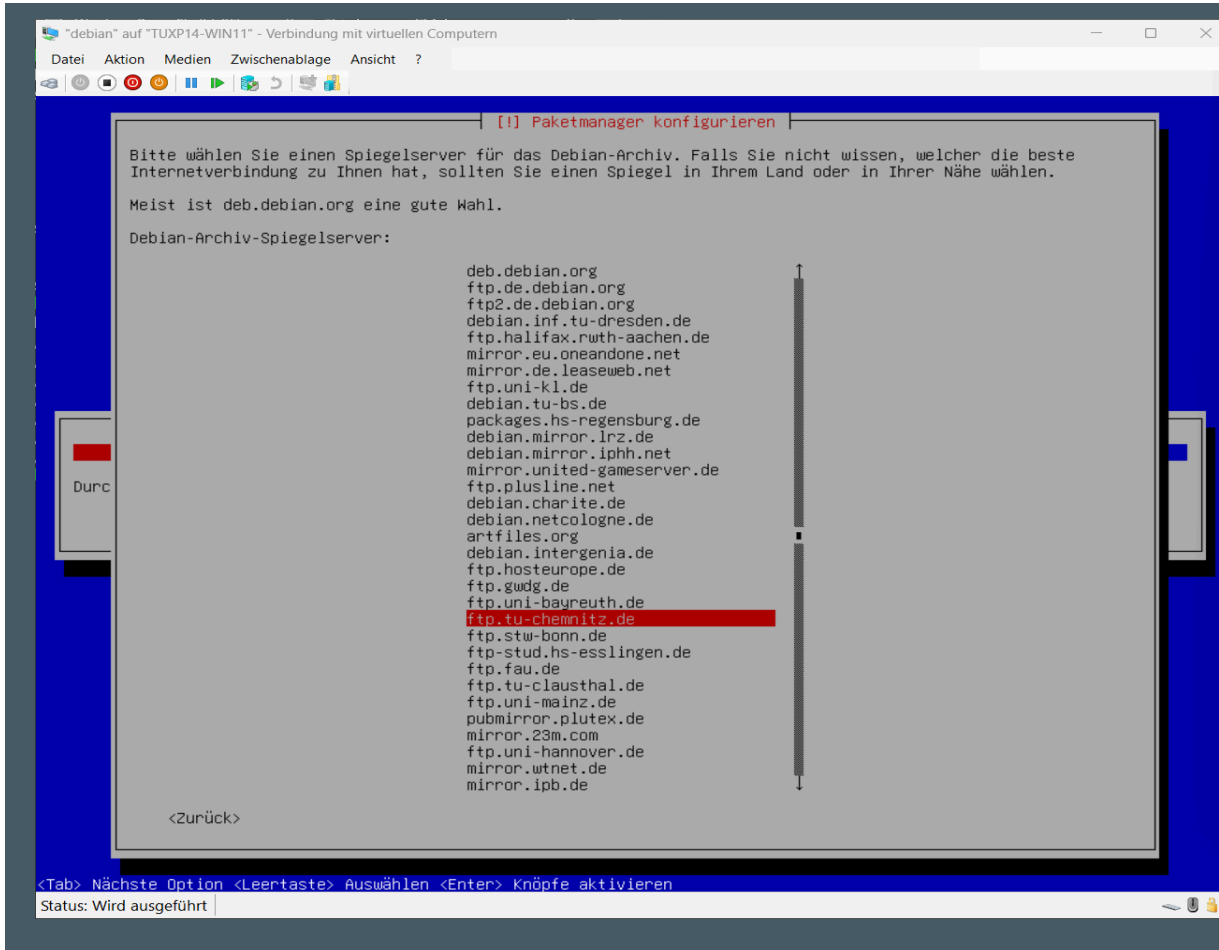 "debian" auf "TUXP14-WIN11" - Verbindung mit virtuellen Computern
Datei Aktion Medien Zwischenablage Ansicht ?
[!] Paketmanager konfigurieren
Bitte wählen Sie einen Spiegelserver für das Debian-Archiv. Falls Sie nicht wissen, welcher die beste
Internetverbindung zu Ihnen hat, sollten Sie einen Spiegel in Ihrem Land oder in Ihrer Nähe wählen.
Meist ist deb.debian.org eine gute Wahl.
Debian-Archiv-Spiegelserver:
deb.debian.org
ftp.de.debian.org
ftp2.de.debian.org
debian.inf.tu-dresden.de
ftp.halifax.rwth-aachen.de
mirror.eu.oneandone.net
mirror.de.leaseweb.net
ftp.uni-kl.de
debian.tu-bs.de
packages.hs-regensburg.de
debian.mirror.lrz.de
debian.mirror.iphh.net
mirror.united-gameserver.de
Durc
ftp.plusline.net
debian.charite.de
debian.netcologne.de
artfiles.org
debian.intergenia.de
ftp.hosteurope.de
ftp.gwdg.de
ftp.uni-bayreuth.de
ftp.tu-chemnitz.de
ftp.stw-bonn.de
ftp-stud.hs-esslingen.de
ftp.fau.de
ftp.tu-clausthal.de
ftp.uni-mainz.de
pubmirror.plutex.de
mirror.23m.com
ftp.uni-hannover.de
mirror.wtnet.de
mirror.ipb.de
<Zurück>
<Tab> Nächste Option <Leertaste> Auswählen <Enter> Knöpfe aktivieren
Status: Wird ausgeführt